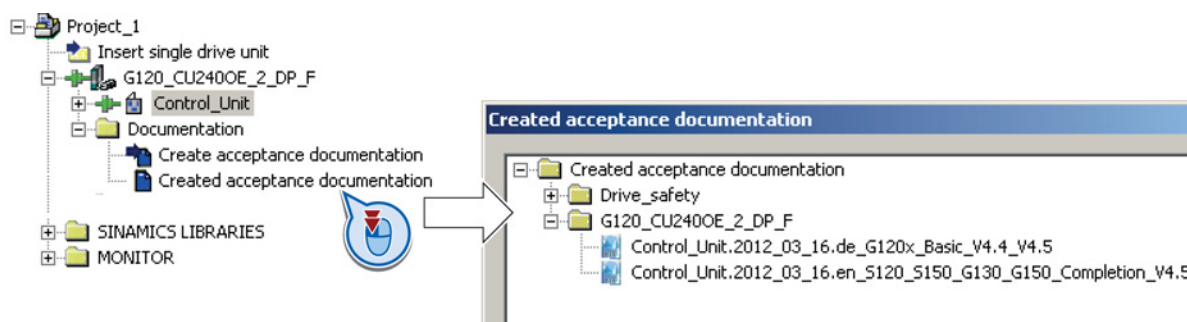 Project_1
Insert single drive unit
G120_CU240OE_2_DP_F
Control_Unit
Documentation
Create acceptance documentation
Created acceptance documentation
SINAMICS LIBRARIES
MONITOR
Created acceptance documentation
Created acceptance documentation
Drive_safety
G120_CU240OE_2_DP_F
Control_Unit.2012_03_16.de_G120x_Basic_V4.4_V4.5
Control_Unit.2012_03_16.en_S120_S150_G130_G150_Completion_V4.5